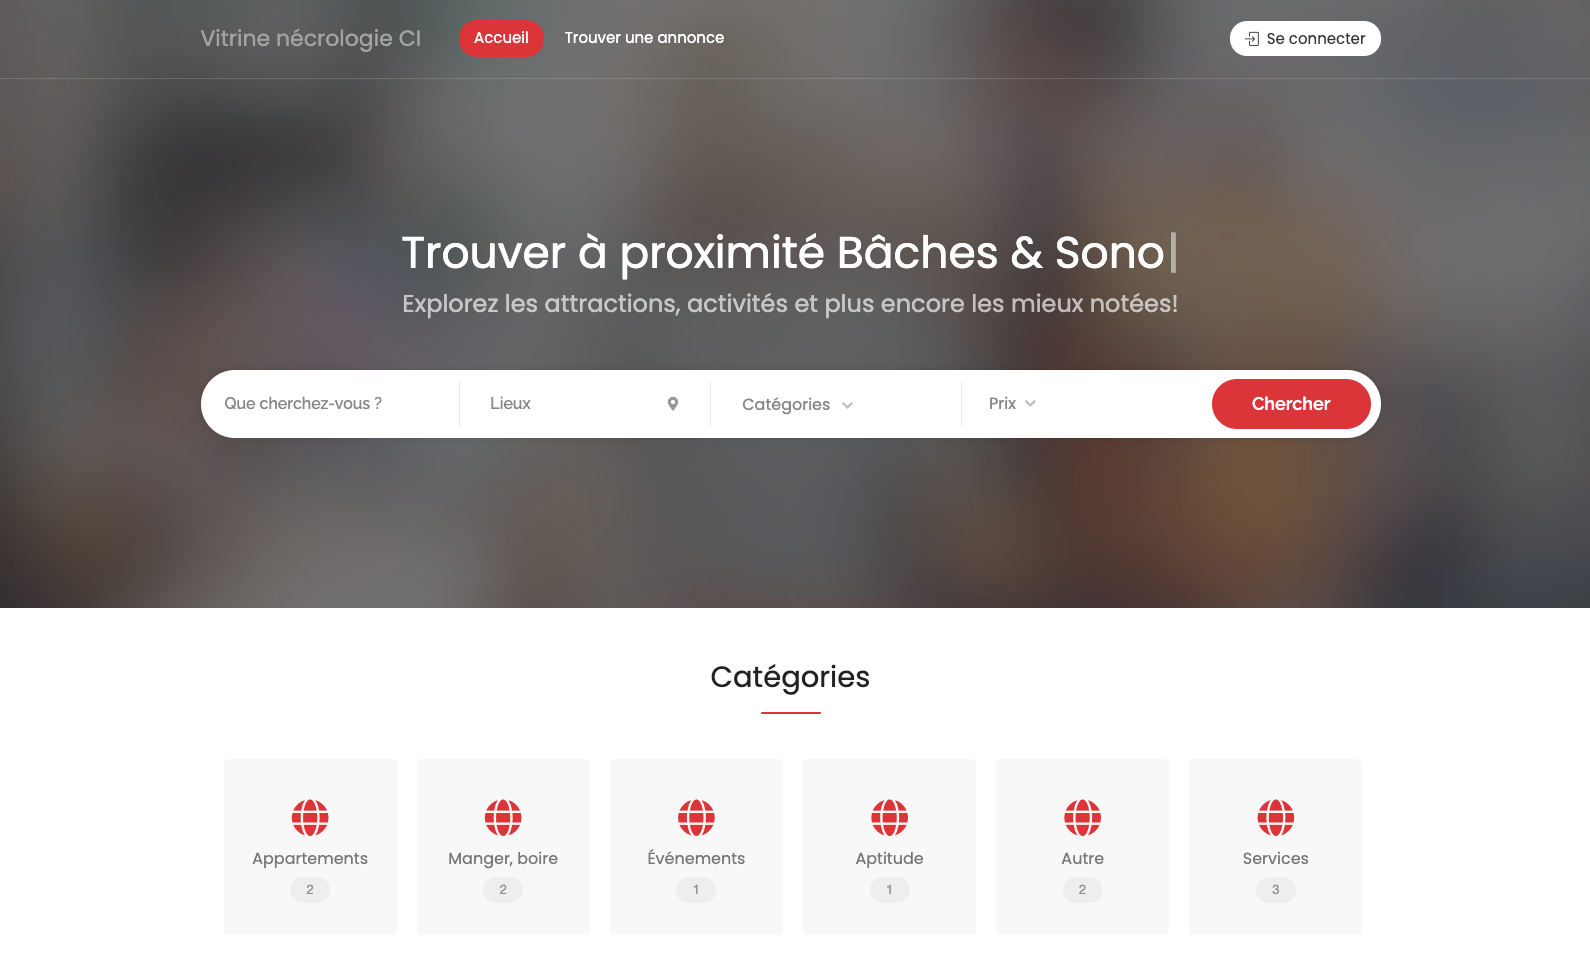 Vitrine nécrologie CI
Accueil
Trouver une annonce
Se connecter
Trouver à proximité Bâches & Sono
Explorez les attractions, activités et plus encore les mieux notées!
Que cherchez-vous ?
Lieux
Catégories
Prix
Chercher
Catégories
Appartements
2
Manger, boire
2
Événements
1
Aptitude
1
Autre
2
Services
3